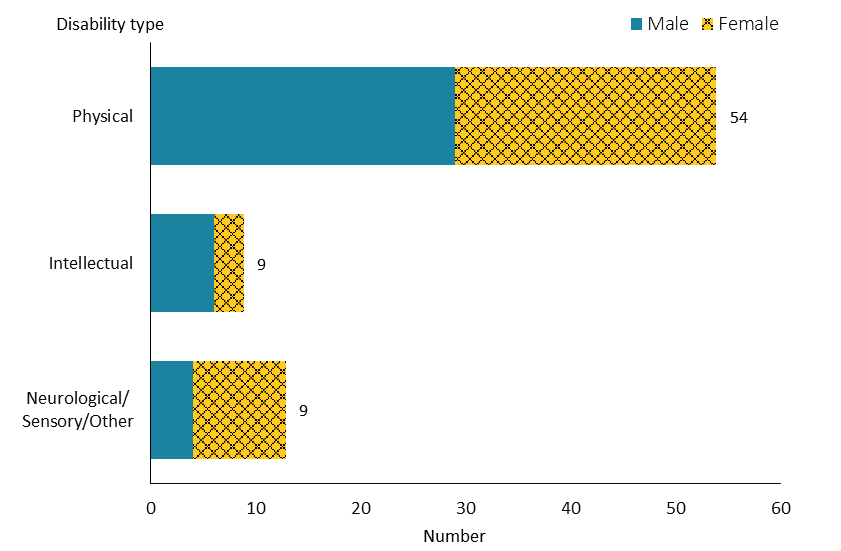 Disability type
Male Female
Physical
54
Intellectual
9
Neurological/
Sensory/Other
9
0 10 20 30 40 50 60
Number